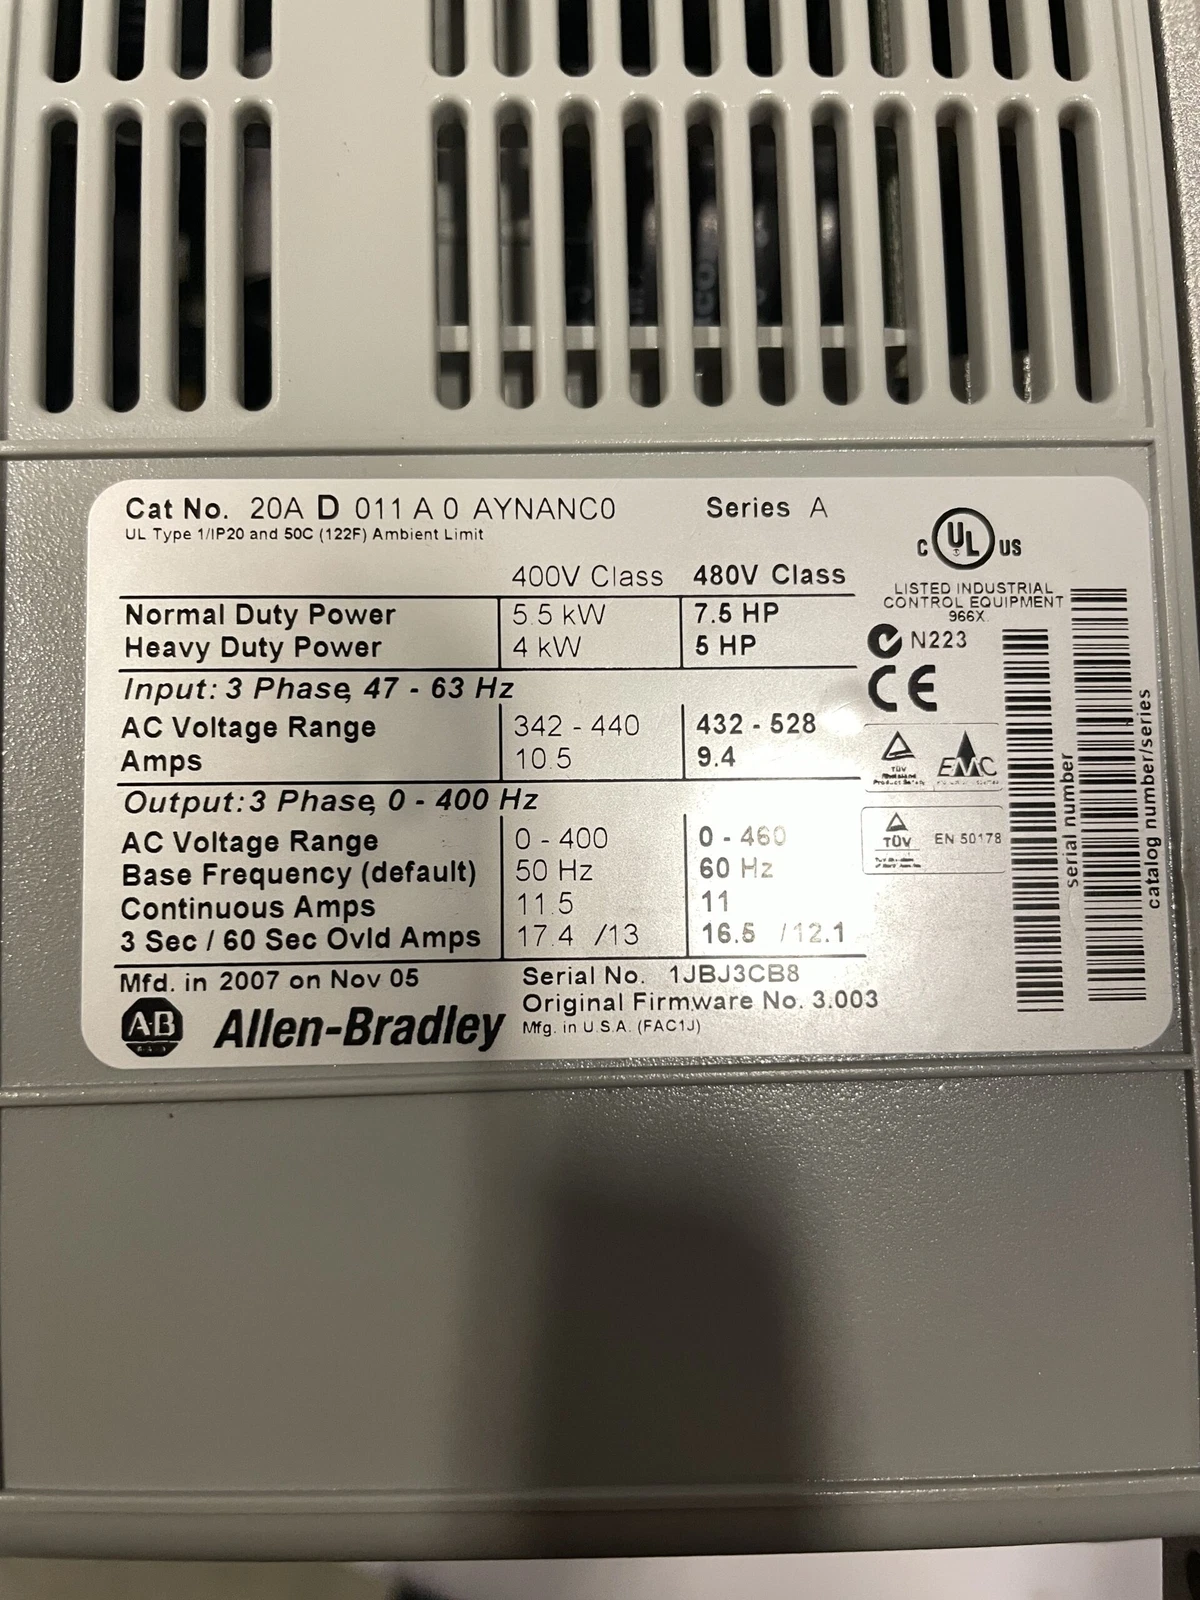 Cat No. 20A D 011 A 0 AYNANC0 Series A
UL Type 1/IP20 and 50C (122F) Ambient Limit
400V Class 480V Class
Normal Duty Power 5.5 kW 7.5 HP
Heavy Duty Power 4 kW 5 HP
Input: 3 Phase, 47 - 63 Hz
AC Voltage Range 342 - 440 432 - 528
Amps 10.5 9.4
Output: 3 Phase, 0 - 400 Hz
AC Voltage Range 0 - 400 0 - 460
Base Frequency (default) 50 Hz 60 Hz
Continuous Amps 11.5 11
3 Sec / 60 Sec Ovld Amps 17.4 /13 16.5 /12.1
Mfd. in 2007 on Nov 05
Serial No. 1JBJ3CB8
Original Firmware No. 3.003
Mfg. in U.S.A. (FAC1J)
A-B
Allen-Bradley
C UL US
LISTED INDUSTRIAL
CONTROL EQUIPMENT
966X
N223
CE
TÜV
EMC
TÜV
EN 50178
serial number
catalog number/series